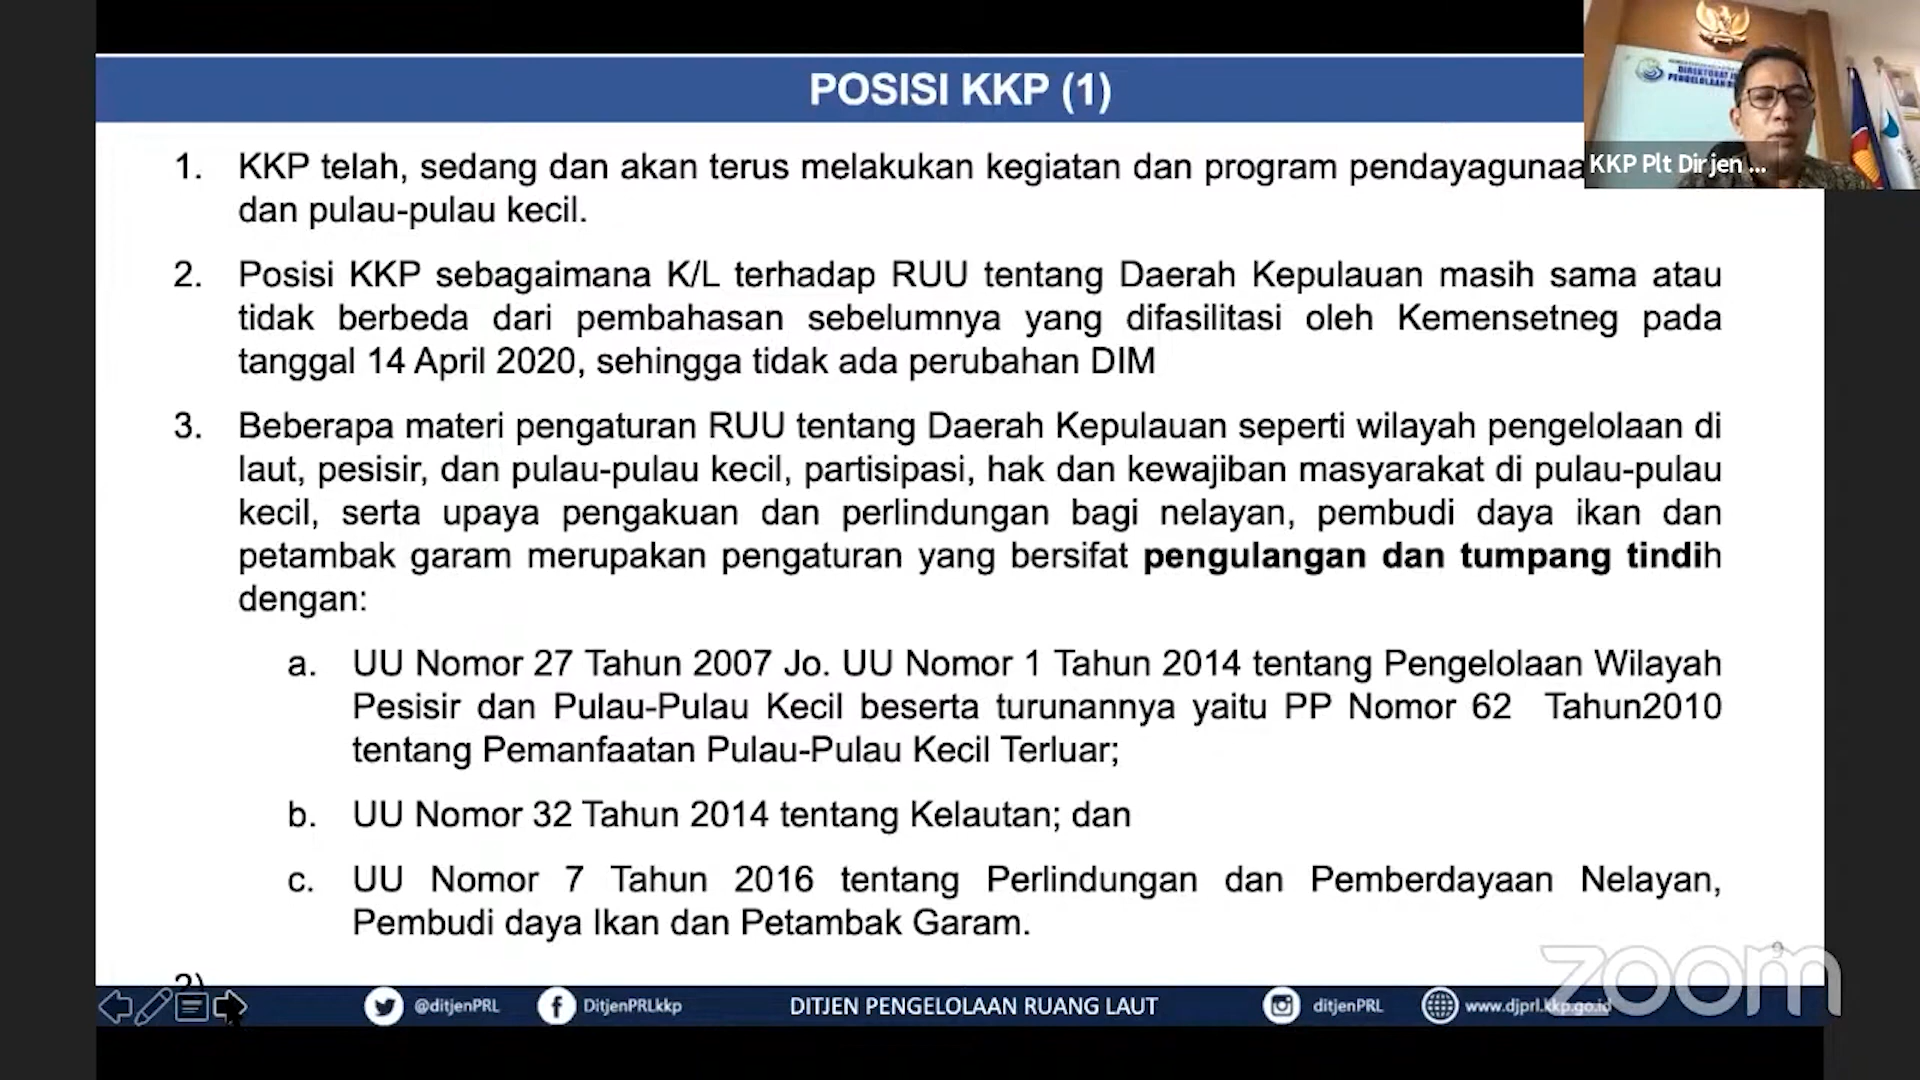 POSISI KKP (1)
DIREKTORAT
PENGELOLAAN
KKP Plt Dirjen ...
1. KKP telah, sedang dan akan terus melakukan kegiatan dan program pendayagunaa
dan pulau-pulau kecil.
2. Posisi KKP sebagaimana K/L terhadap RUU tentang Daerah Kepulauan masih sama atau
tidak berbeda dari pembahasan sebelumnya yang difasilitasi oleh Kemensetneg pada
tanggal 14 April 2020, sehingga tidak ada perubahan DIM
3. Beberapa materi pengaturan RUU tentang Daerah Kepulauan seperti wilayah pengelolaan di
laut, pesisir, dan pulau-pulau kecil, partisipasi, hak dan kewajiban masyarakat di pulau-pulau
kecil, serta upaya pengakuan dan perlindungan bagi nelayan, pembudi daya ikan dan
petambak garam merupakan pengaturan yang bersifat pengulangan dan tumpang tindih
dengan:
a. UU Nomor 27 Tahun 2007 Jo. UU Nomor 1 Tahun 2014 tentang Pengelolaan Wilayah
Pesisir dan Pulau-Pulau Kecil beserta turunannya yaitu PP Nomor 62 Tahun2010
tentang Pemanfaatan Pulau-Pulau Kecil Terluar;
b. UU Nomor 32 Tahun 2014 tentang Kelautan; dan
c. UU Nomor 7 Tahun 2016 tentang Perlindungan dan Pemberdayaan Nelayan,
Pembudi daya Ikan dan Petambak Garam.
9
2)
@ditjenPRL
DitjenPRLkkp
DITJEN PENGELOLAAN RUANG LAUT
ditjenPRL
www.djprl.kkp.go.id
zoom